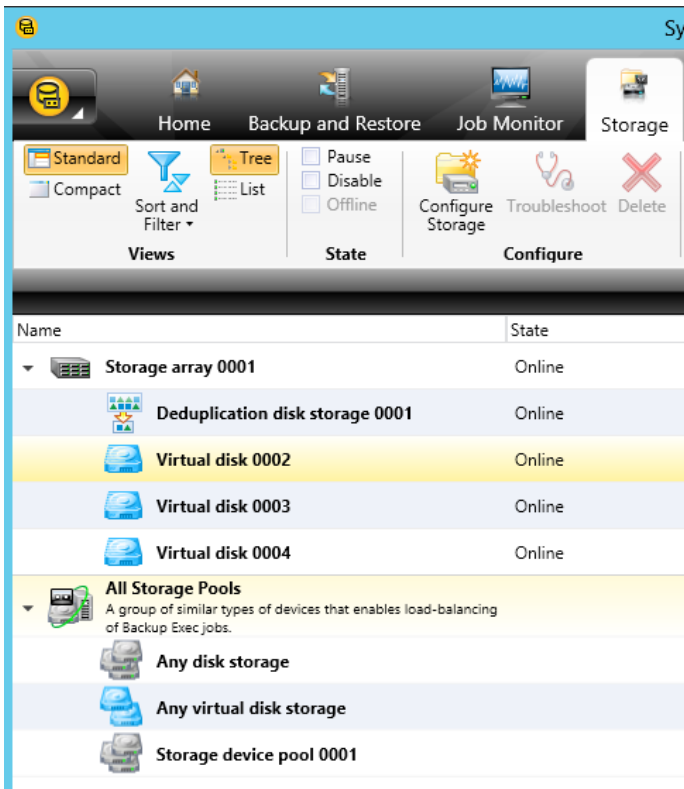 Sy
Home
Backup and Restore
Job Monitor
Storage
Standard
Compact
Sort and
Filter
Tree
List
Views
Pause
Disable
Offline
State
Configure
Storage
Troubleshoot
Delete
Configure
Name
State
Storage array 0001
Online
Deduplication disk storage 0001
Online
Virtual disk 0002
Online
Virtual disk 0003
Online
Virtual disk 0004
Online
All Storage Pools
A group of similar types of devices that enables load-balancing
of Backup Exec jobs.
Any disk storage
Any virtual disk storage
Storage device pool 0001